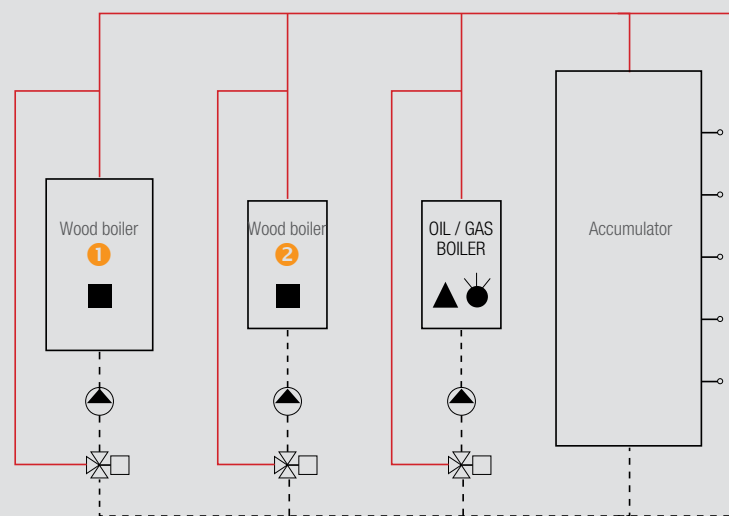 Wood boiler
1
Wood boiler
2
OIL / GAS
BOILER
Accumulator